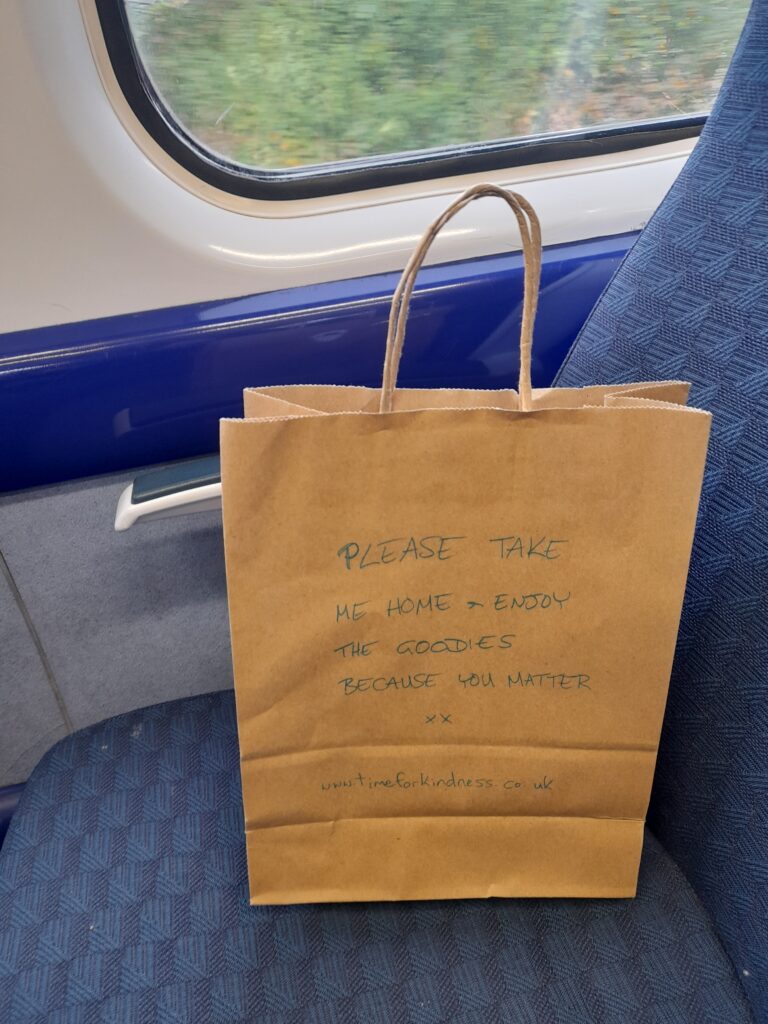 PLEASE TAKE
ME HOME & ENJOY
THE GOODIES
BECAUSE YOU MATTER
xx
www.timeforkindness.co.uk